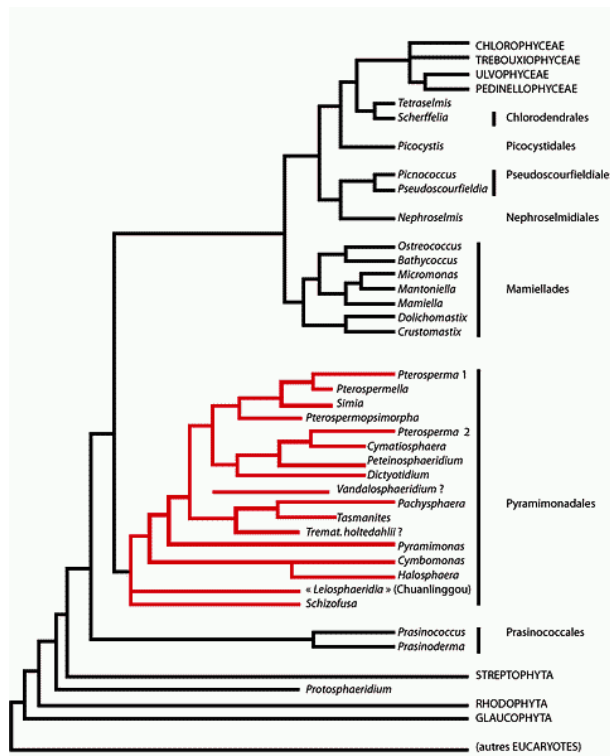 CHLOROPHYCEAE
TREBOUXIOPHYCEAE
ULVOPHYCEAE
PEDINELLOPHYCEAE
Tetraselmis
Scherffelia
Chlorodendrales
Picocystis
Picocystidales
Picnococcus
Pseudoscourfieldiales
Pseudoscourfieldia
Nephroselmis
Nephroselmidiales
Ostreococcus
Bathycoccus
Micromonas
Mantoniella
Mamiellades
Mamiella
Dolichomastix
Crustomastix
Pterosperma 1
Pterospermella
Simia
Pterospermopsimorpha
Pterosperma 2
Cymatiosphaera
Peteinosphaeridium
Dictyotidium
Vandalosphaeridium ?
Pachysphaera
Pyramimonadales
Tasmanites
Tremat. holtedahlii ?
Pyramimonas
Cymbomonas
Halosphaera
« Leiosphaeridia » (Chuanlinggou)
Schizofusa
Prasinococcus
Prasinococcales
Prasinoderma
STREPTOPHYTA
Protosphaeridium
RHODOPHYTA
GLAUCOPHYTA
(autres EUCARYOTES)